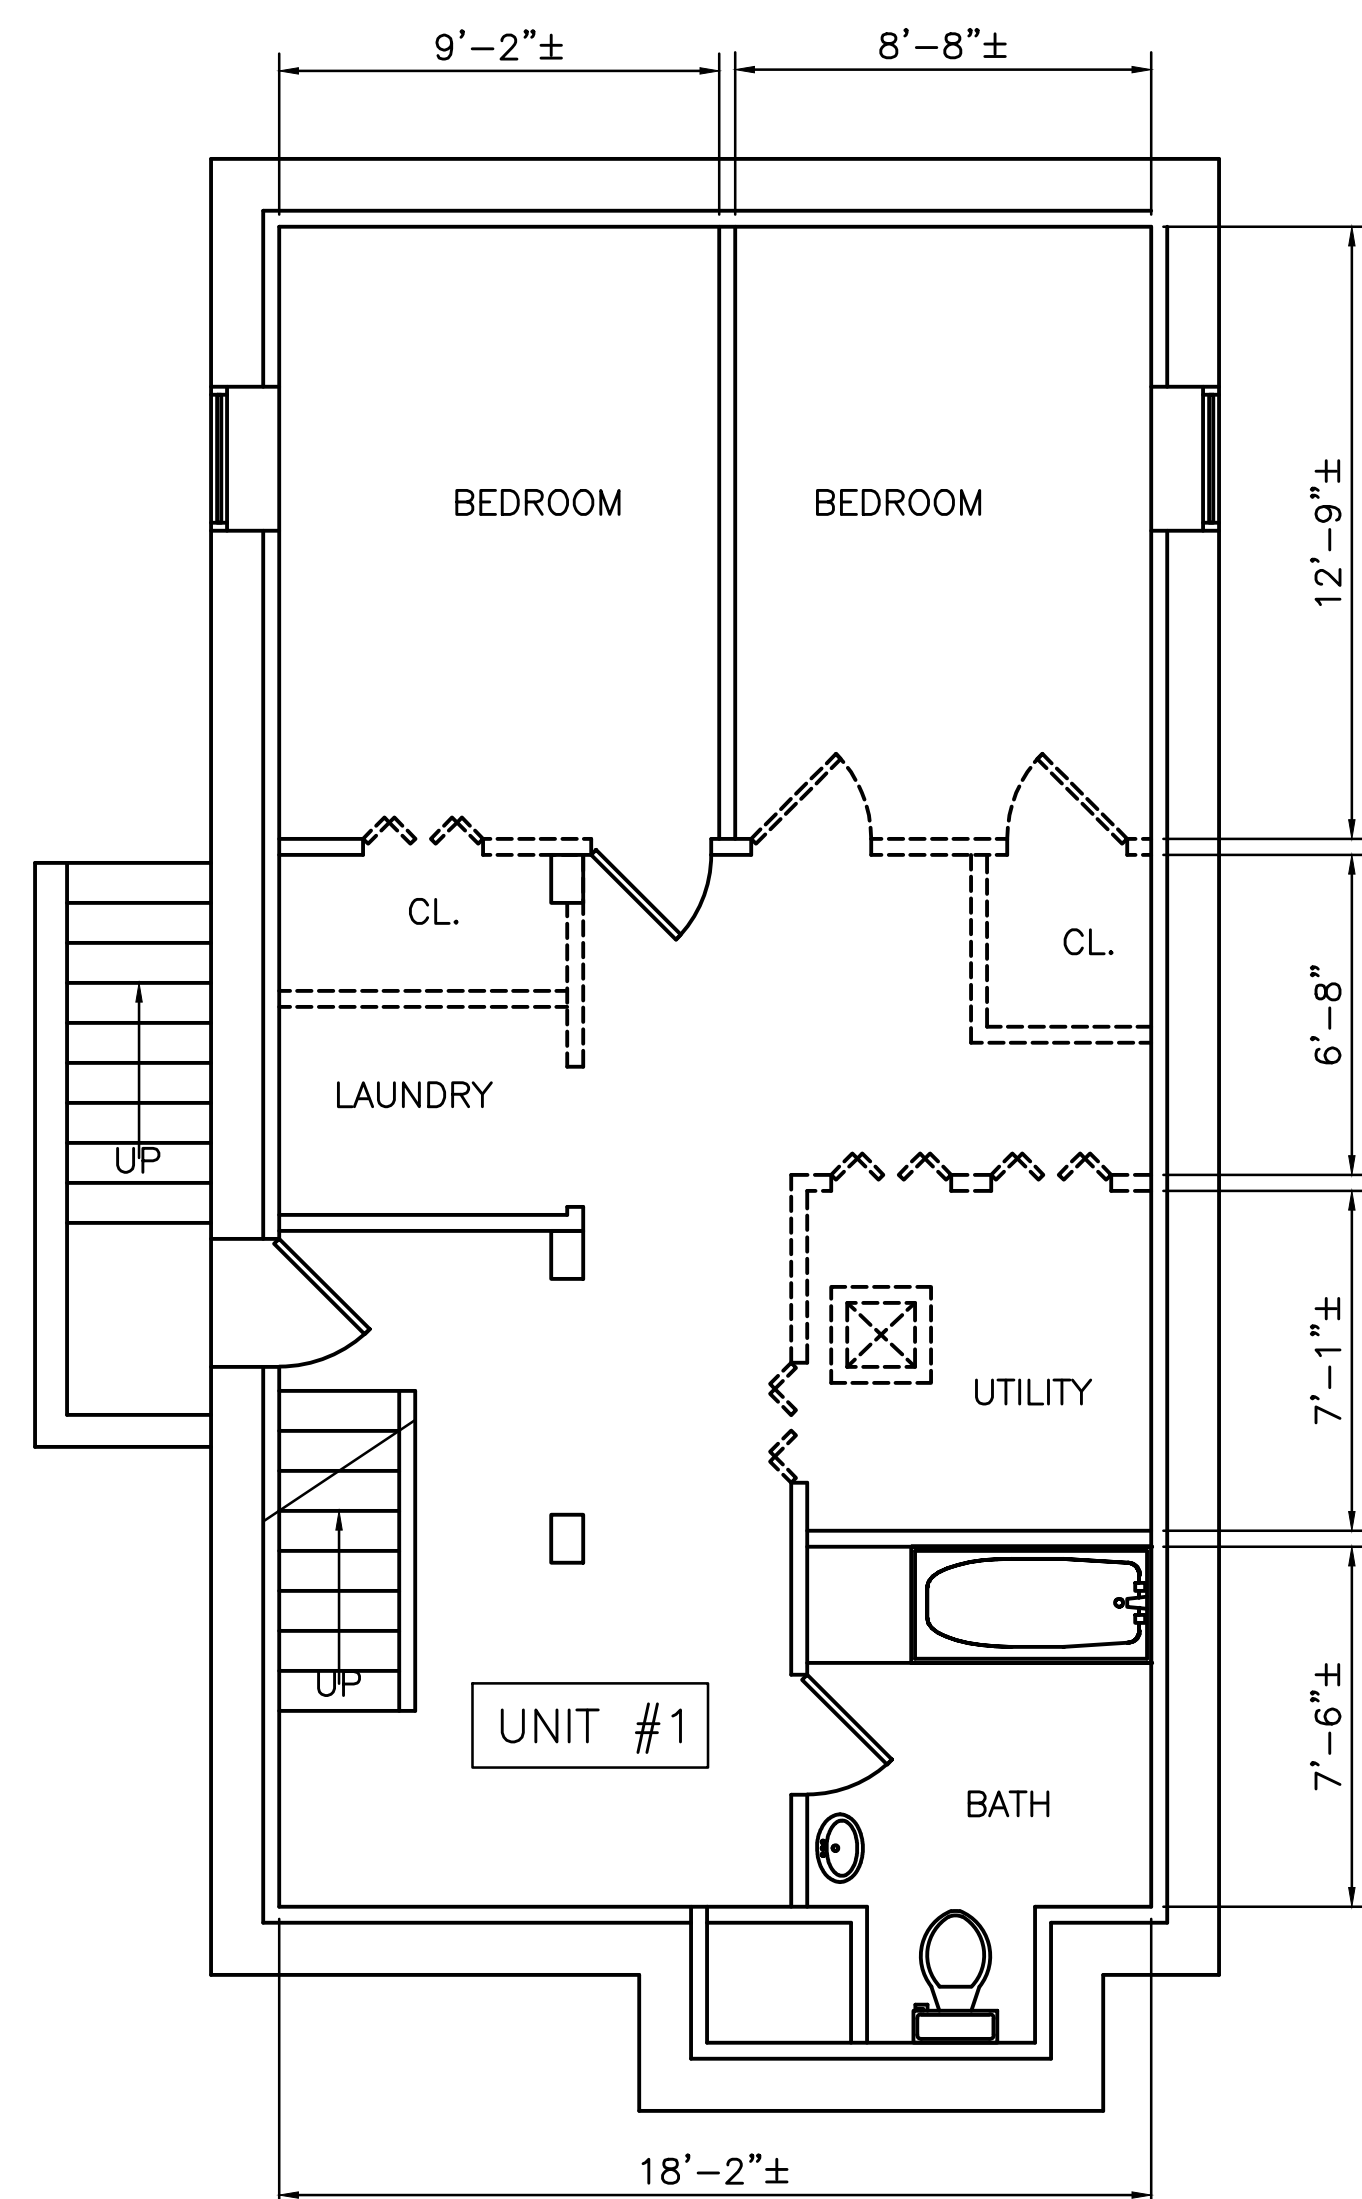 9'-2"±
8'-8"±
12'-9"±
BEDROOM
BEDROOM
CL.
CL.
6'-8"
LAUNDRY
UP
7'-1"±
UTILITY
UP
UNIT #1
7'-6"±
BATH
18'-2"±